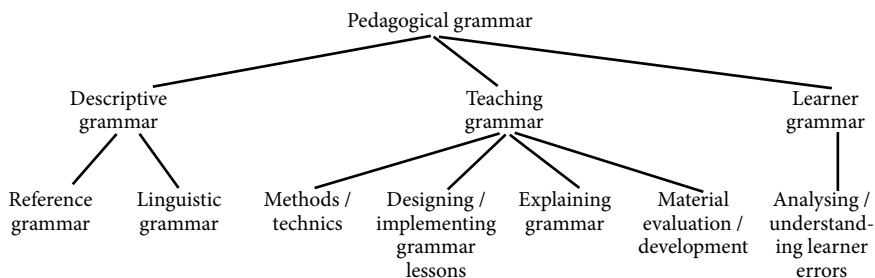 Pedagogical grammar
Descriptive
grammar
Teaching
grammar
Learner
grammar
Reference
grammar
Linguistic
grammar
Methods /
technics
Designing /
implementing
grammar
lessons
Explaining
grammar
Material
evaluation /
development
Analysing /
understand-
ing learner
errors